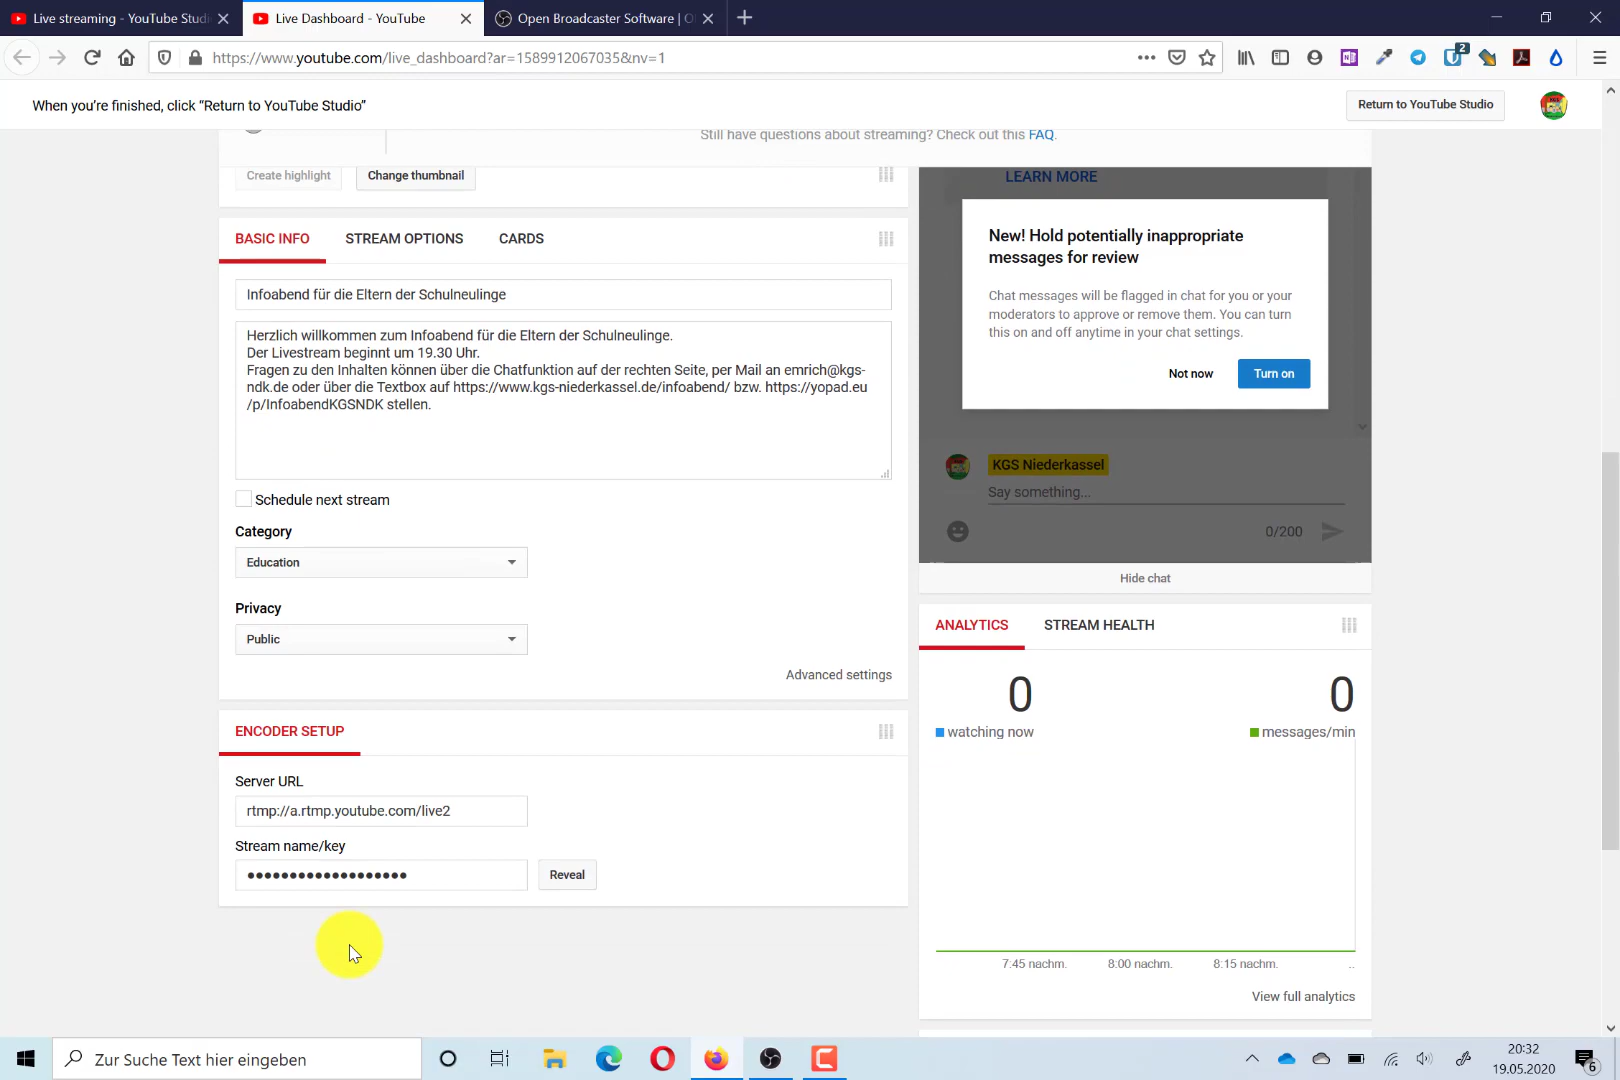 Live streaming - YouTube Studi
Live Dashboard - YouTube
Open Broadcaster Software | O
https://www.youtube.com/live_dashboard?ar=1589912067035&nv=1
2
When you're finished, click “Return to YouTube Studio”
Return to YouTube Studio
Still have questions about streaming? Check out this FAQ.
Create highlight
Change thumbnail
LEARN MORE
New! Hold potentially inappropriate
messages for review
Chat messages will be flagged in chat for you or your
moderators to approve or remove them. You can turn
this on and off anytime in your chat settings.
Not now
Turn on
BASIC INFO
STREAM OPTIONS
CARDS
Infoabend für die Eltern der Schulneulinge
Herzlich willkommen zum Infoabend für die Eltern der Schulneulinge.
Der Livestream beginnt um 19.30 Uhr.
Fragen zu den Inhalten können über die Chatfunktion auf der rechten Seite, per Mail an emrich@kgs-
ndk.de oder über die Textbox auf https://www.kgs-niederkassel.de/infoabend/ bzw. https://yopad.eu
/p/InfoabendKGSNDK stellen.
KGS Niederkassel
Say something...
0/200
Hide chat
Schedule next stream
Category
Education
Privacy
Public
Advanced settings
ANALYTICS
STREAM HEALTH
0
0
watching now
messages/min
7:45 nachm.
8:00 nachm.
8:15 nachm.
..
View full analytics
ENCODER SETUP
Server URL
rtmp://a.rtmp.youtube.com/live2
Stream name/key
•••••••••••••••••••
Reveal
Zur Suche Text hier eingeben
20:32
19.05.2020
6